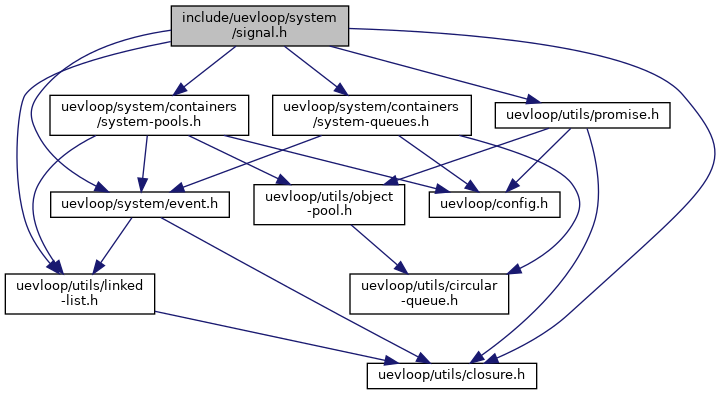 include/uevloop/system
/signal.h
uevloop/system/containers
/system-pools.h
uevloop/system/containers
/system-queues.h
uevloop/utils/promise.h
uevloop/system/event.h
uevloop/utils/object
-pool.h
uevloop/config.h
uevloop/utils/linked
-list.h
uevloop/utils/circular
-queue.h
uevloop/utils/closure.h